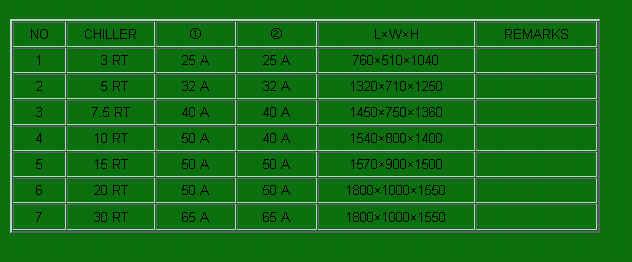 NO CHILLER ① ② L×W×H REMARKS
1 3 RT 25 A 25 A 760×510×1040
2 5 RT 32 A 32 A 1320×710×1250
3 7.5 RT 40 A 40 A 1450×750×1360
4 10 RT 50 A 40 A 1540×800×1400
5 15 RT 50 A 50 A 1570×900×1500
6 20 RT 50 A 50 A 1800×1000×1550
7 30 RT 65 A 65 A 1800×1000×1550